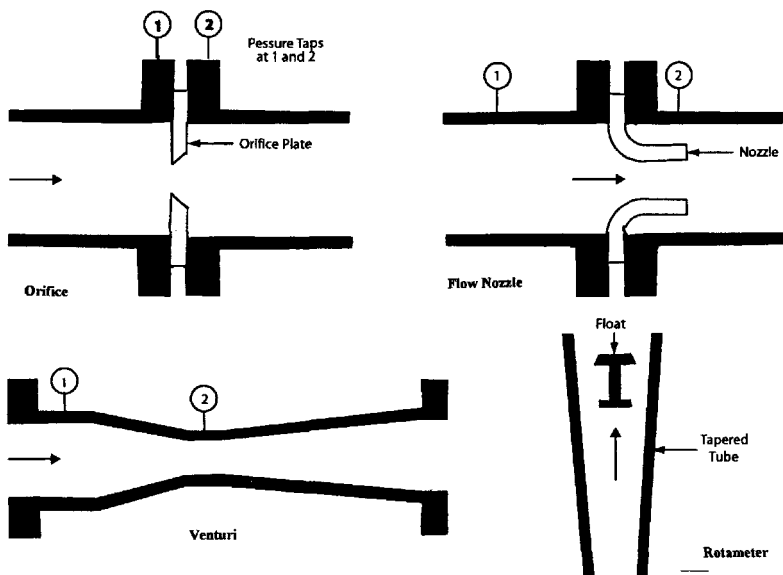 1
2
Pessure Taps
at 1 and 2
Orifice Plate
Orifice
1
2
Nozzle
Flow Nozzle
1
2
Venturi
Float
Tapered
Tube
Rotameter